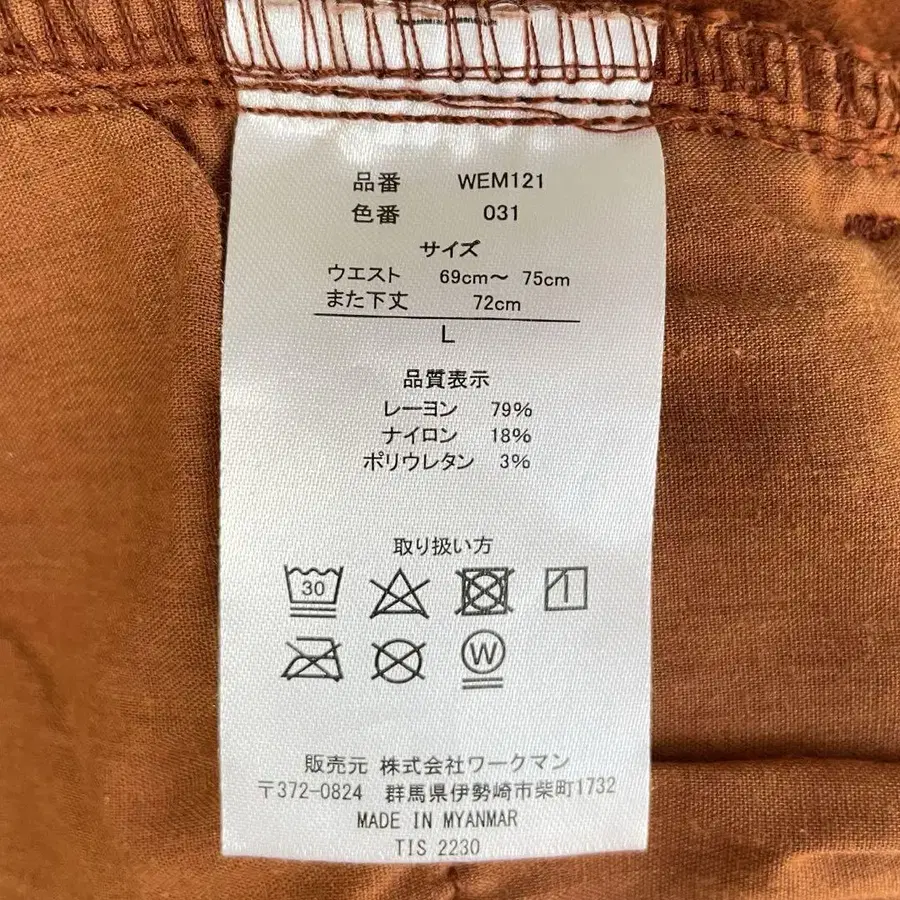 品番 WEM121
色番 031
サイズ
ウエスト 69cm～ 75cm
また下丈 72cm
L
品質表示
レーヨン 79%
ナイロン 18%
ポリウレタン 3%
取り扱い方
30
W
販売元 株式会社ワークマン
〒372-0824 群馬県伊勢崎市柴町1732
MADE IN MYANMAR
TIS 2230